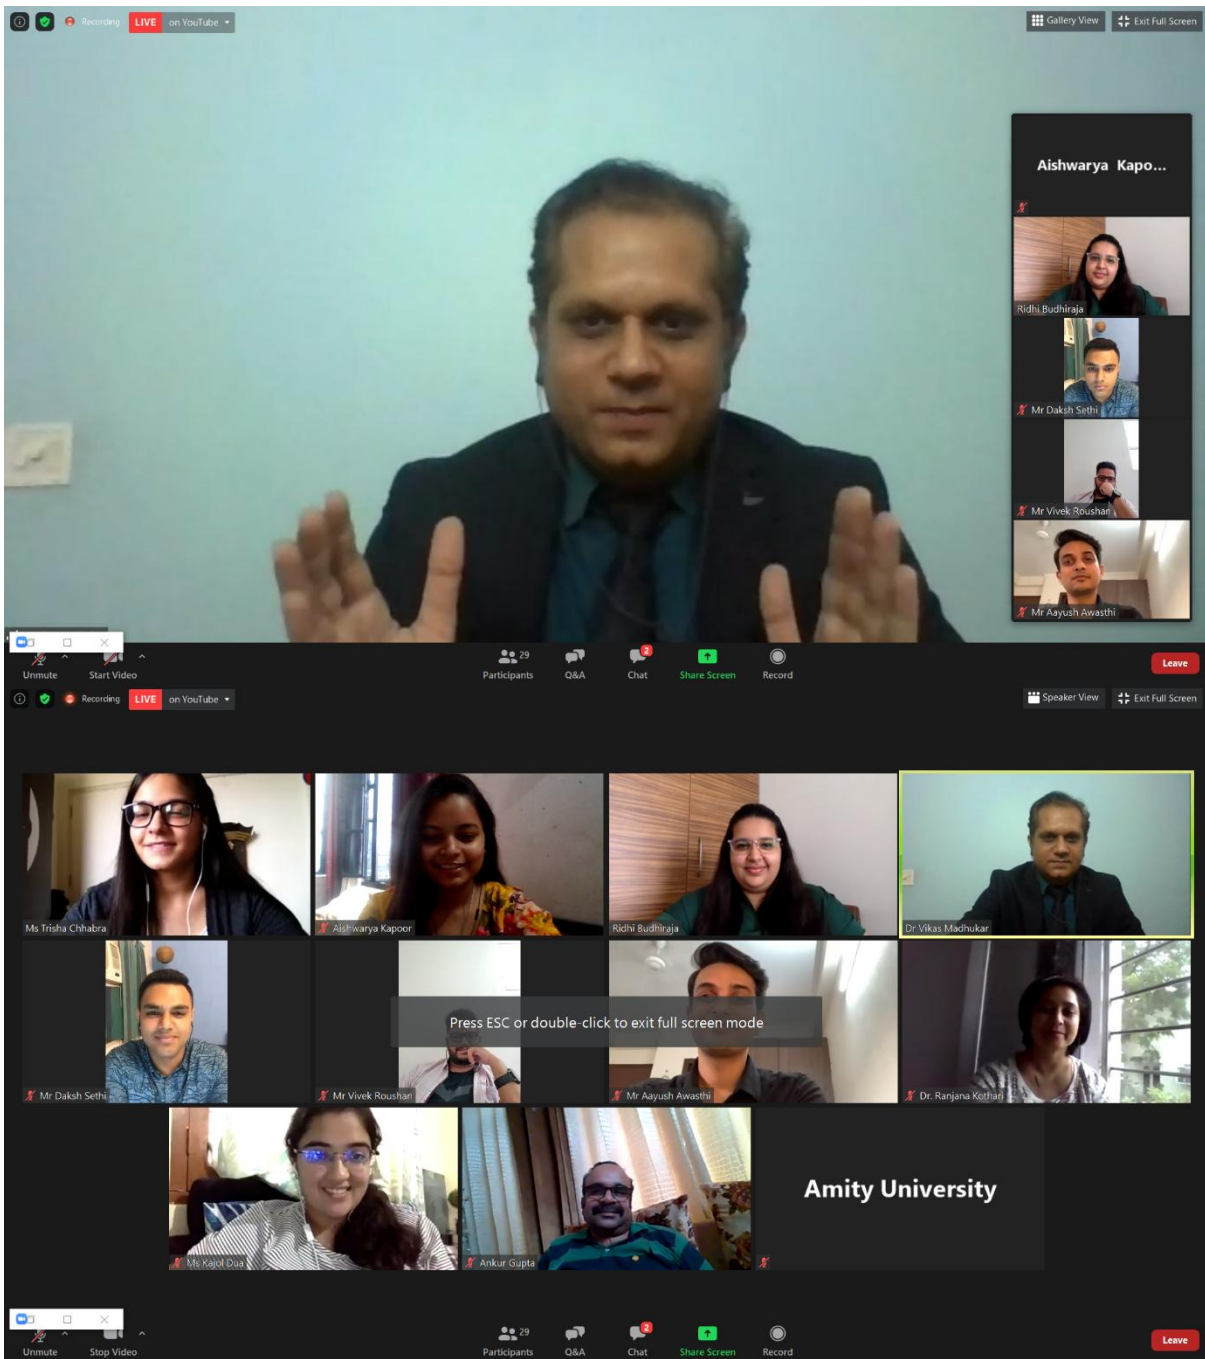 Recording LIVE on YouTube
Gallery View Exit Full Screen
Aishwarya Kapo...
Ridhi Budhiraja
Mr Daksh Sethi
Mr Vivek Roushan
Mr Aayush Awasthi
29 2
Unmute Start Video Participants Q&A Chat Share Screen Record Leave
Recording LIVE on YouTube
Speaker View Exit Full Screen
Ms Trisha Chhabra Aishwarya Kapoor Ridhi Budhiraja Dr Vikas Madhukar
Press ESC or double-click to exit full screen mode
Mr Daksh Sethi Mr Vivek Roushan Mr Aayush Awasthi Dr. Ranjana Kothari
Amity University
Ms Kajol Dua Ankur Gupta
29 2
Unmute Stop Video Participants Q&A Chat Share Screen Record Leave